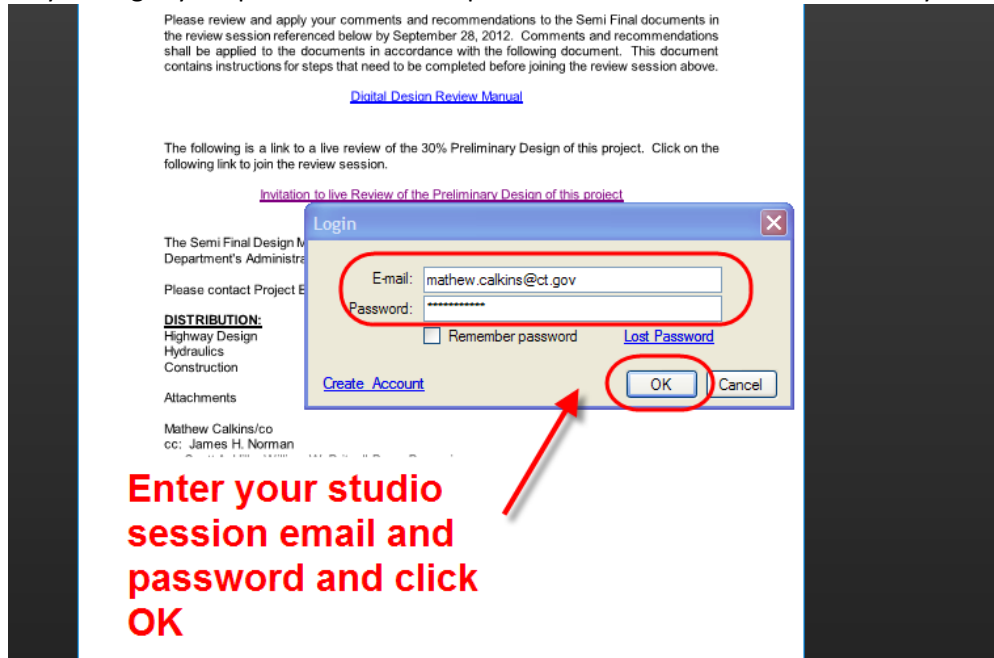 Please review and apply your comments and recommendations to the Semi Final documents in
the review session referenced below by September 28, 2012. Comments and recommendations
shall be applied to the documents in accordance with the following document. This document
contains instructions for steps that need to be completed before joining the review session above.
Digital Design Review Manual
The following is a link to a live review of the 30% Preliminary Design of this project. Click on the
following link to join the review session.
Invitation to live Review of the Preliminary Design of this project
Login
The Semi Final Design
Department's
E-mail: mathew.calkins@ct.gov
Please contact Project
Password: ***********
DISTRIBUTION:
Remember password Lost Password
Highway Design
Hydraulics
Construction
Create Account OK Cancel
Attachments
Mathew Calkins/co
cc: James H. Norman
Enter your studio
session email and
password and click
OK